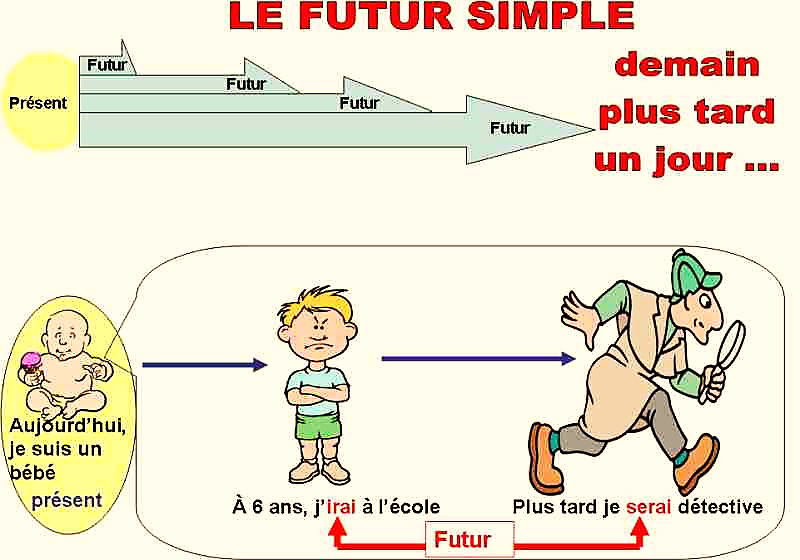 LE FUTUR SIMPLE
demain
plus tard
un jour ...
Présent
Futur
Futur
Futur
Futur
Aujourd'hui,
je suis un
bébé
présent
À 6 ans, j'irai à l'école
Plus tard je serai détective
Futur